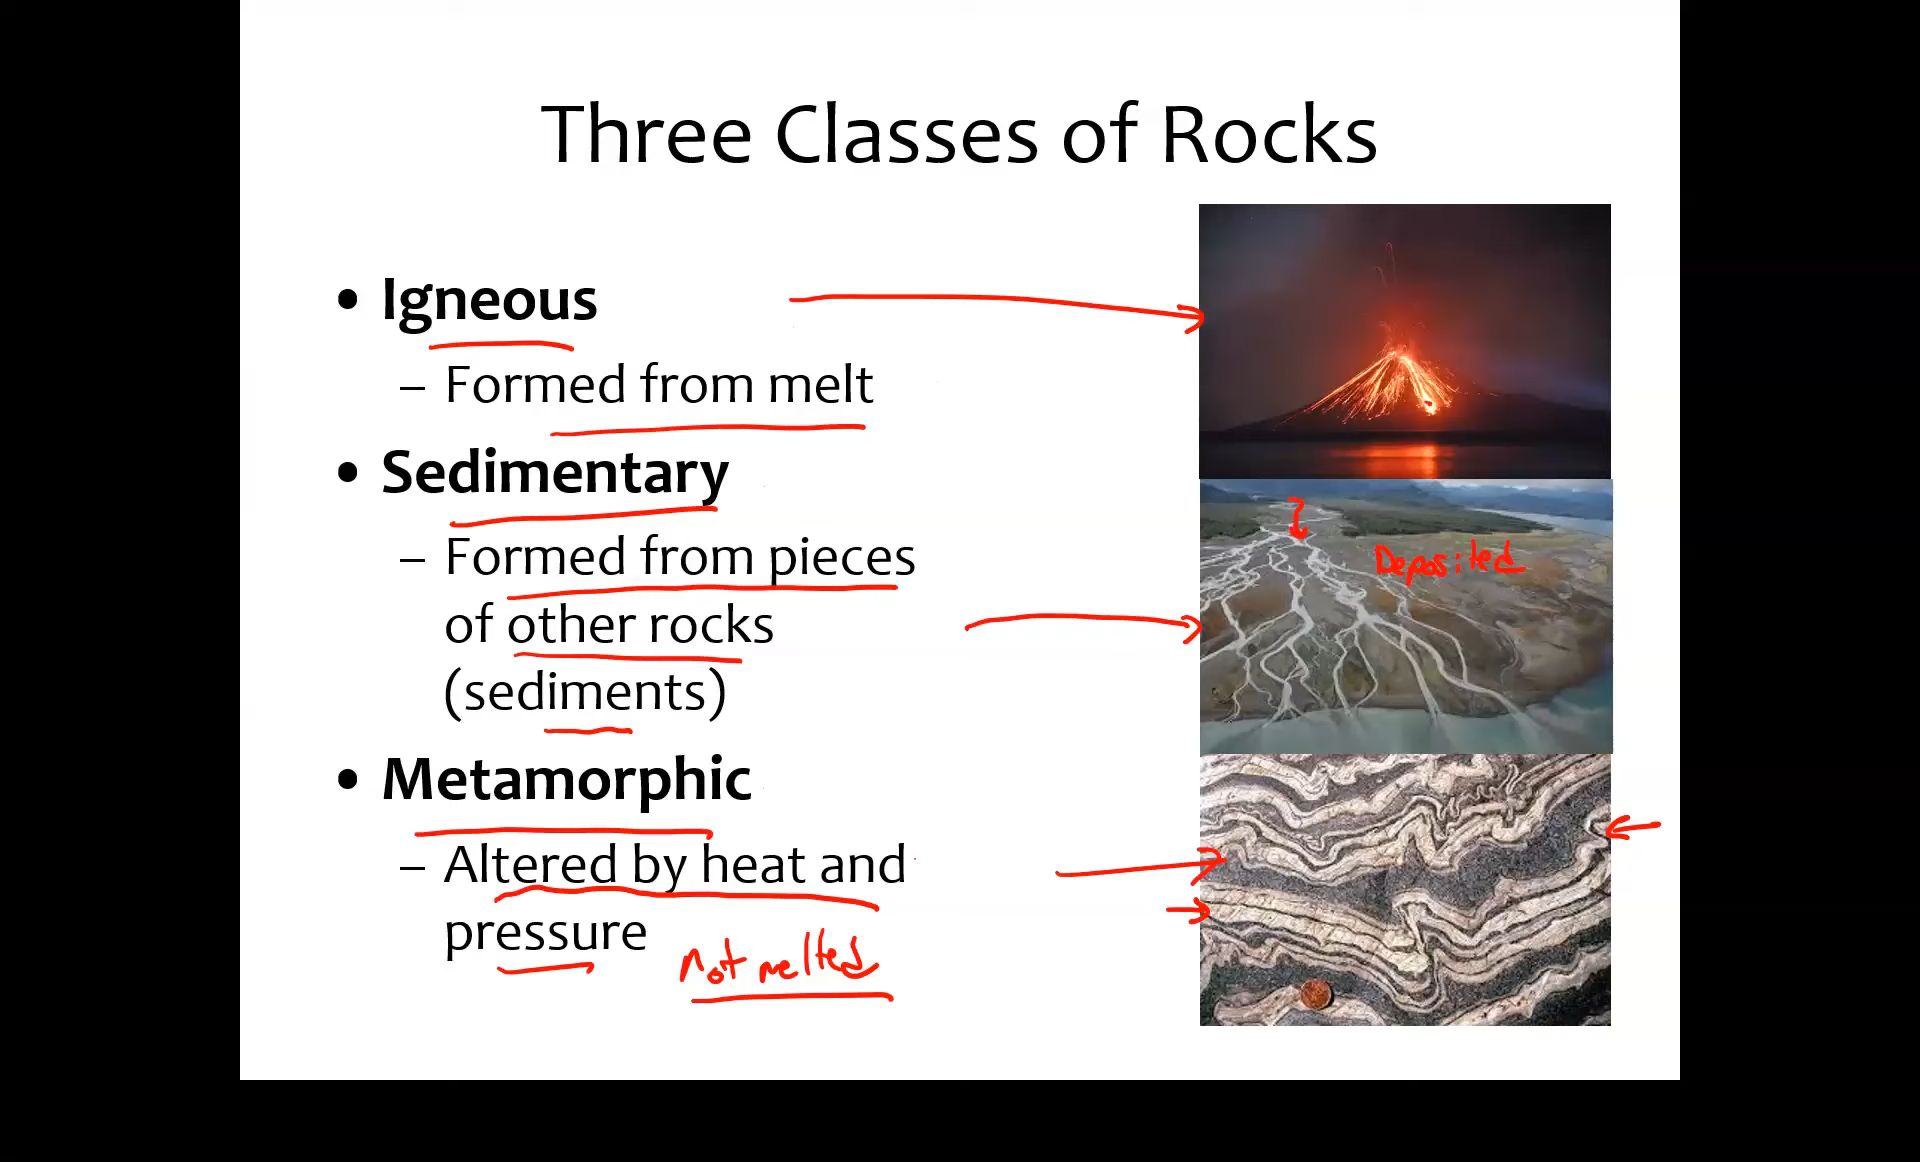 Three Classes of Rocks
• Igneous
– Formed from melt
• Sedimentary
– Formed from pieces
of other rocks
(sediments)
Deposited
• Metamorphic
– Altered by heat and
pressure
not melted